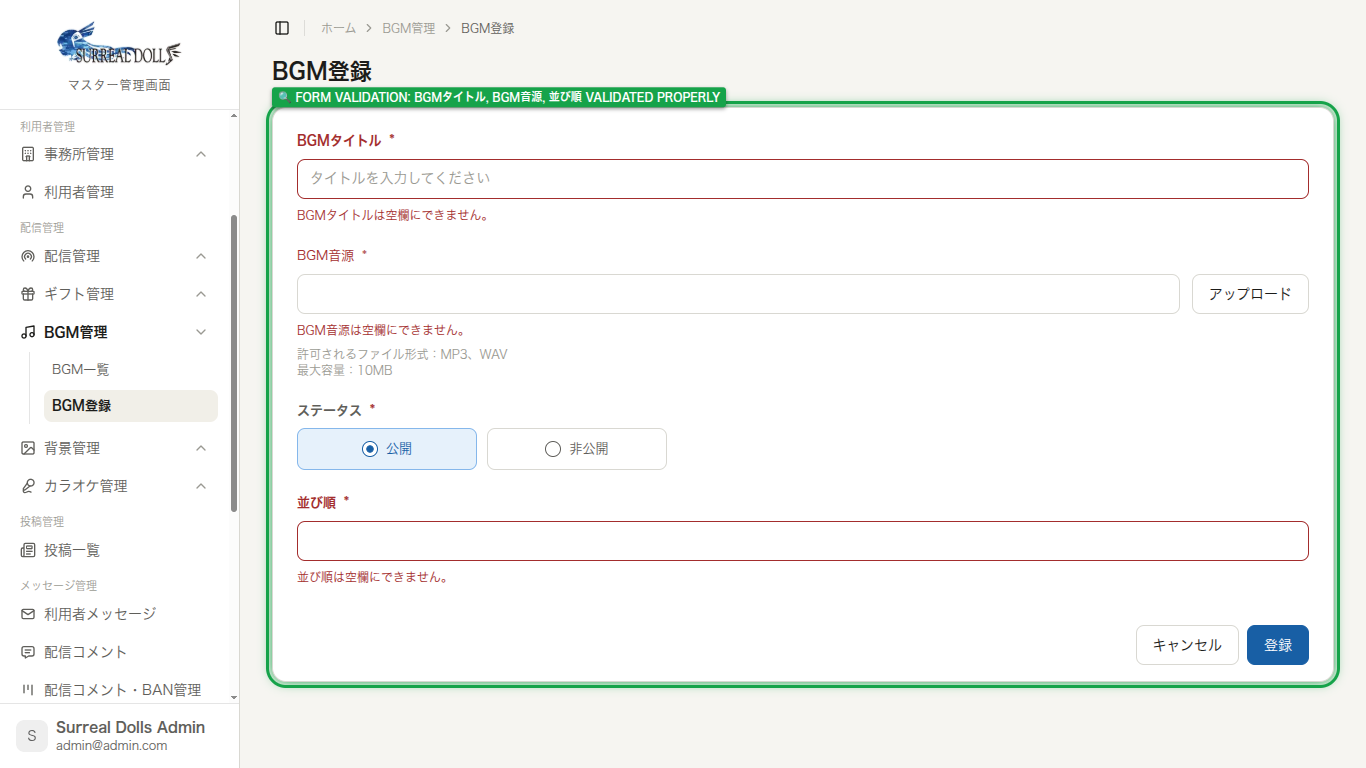 SURREAL DOLLS
マスター管理画面
利用者管理
事務所管理
利用者管理
配信管理
配信管理
ギフト管理
BGM管理
BGM一覧
BGM登録
背景管理
カラオケ管理
投稿管理
投稿一覧
メッセージ管理
利用者メッセージ
配信コメント
配信コメント・BAN管理
S
Surreal Dolls Admin
admin@admin.com
ホーム > BGM管理 > BGM登録
BGM登録
FORM VALIDATION: BGMタイトル, BGM音源, 並び順 VALIDATED PROPERLY
BGMタイトル *
タイトルを入力してください
BGMタイトルは空欄にできません。
BGM音源 *
アップロード
BGM音源は空欄にできません。
許可されるファイル形式：MP3、WAV
最大容量：10MB
ステータス *
公開 非公開
並び順 *
並び順は空欄にできません。
キャンセル 登録